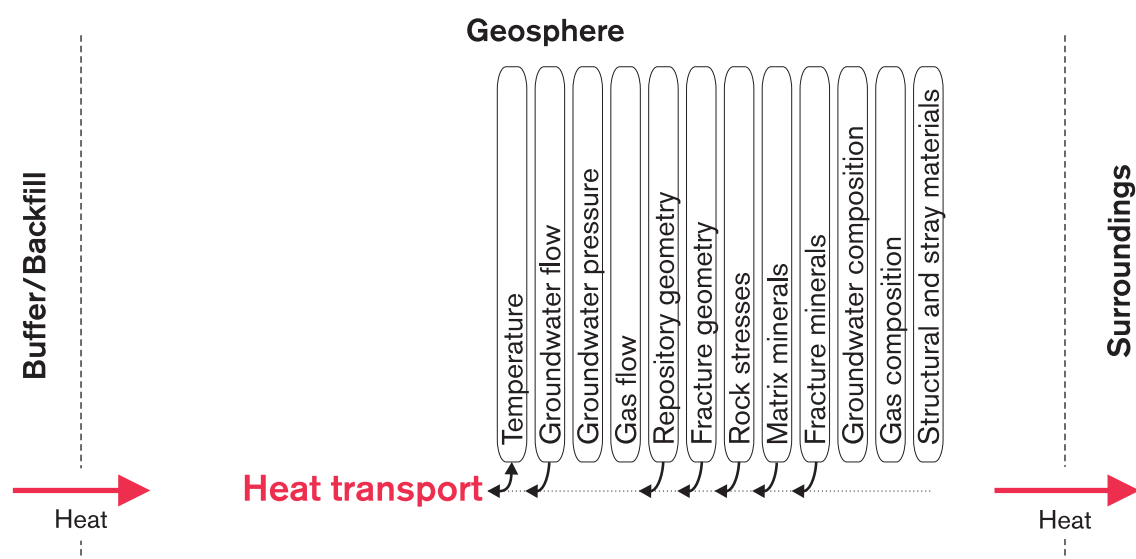 Geosphere
Buffer/Backfill
Temperature
Groundwater flow
Groundwater pressure
Gas flow
Repository geometry
Fracture geometry
Rock stresses
Matrix minerals
Fracture minerals
Groundwater composition
Gas composition
Structural and stray materials
Surroundings
Heat transport
Heat
Heat